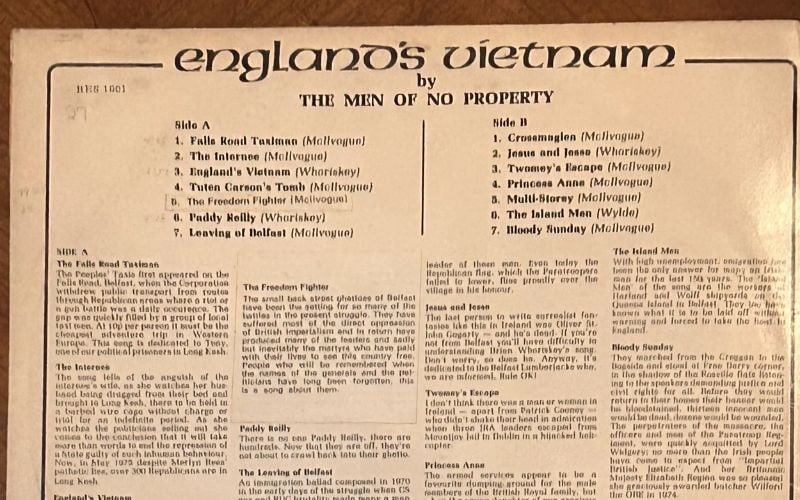 england's vietnam
by
THE MEN OF NO PROPERTY
RES 1001
27
Side A
1. Falls Road Taximan (McIlvogue)
2. The Internee (McIlvogue)
3. England's Vietnam (Whoriskey)
4. Tuten Carson's Tomb (McIlvogue)
5. The Freedom Fighter (McIlvogue)
6. Paddy Reilly (Whoriskey)
7. Leaving of Belfast (McIlvogue)
Side B
1. Crossmaglen (McIlvogue)
2. Jesus and Jesse (Whoriskey)
3. Twomey's Escape (McIlvogue)
4. Princess Anne (McIlvogue)
5. Multi-Storey (McIlvogue)
6. The Island Men (Wylde)
7. Bloody Sunday (McIlvogue)
SIDE A
The Falls Road Taximan
The Peoples' Taxis first appeared on the
Falls Road, Belfast, when the Corporation
withdrew public transport from routes
through Republican areas where a riot or
a gun battle was a daily occurence. The
gap was quickly filled by a group of local
taxi men. At 10p per person it must be the
cheapest adventure trip in Western
Europe. This song is dedicated to Tony,
one of our political prisoners in Long Kesh.
The Internee
The song tells of the anguish of the
internee's wife, as she watches her hus-
band being dragged from their bed and
brought to Long Kesh, there to be held in
a barbed wire cage without charge or
trial for an indefinite period. As she
watches the politicians selling out she
comes to the conclusion that it will take
more than words to end the repression of
a state guilty of such inhuman behaviour.
Now, in May 1975 despite Merlyn Rees'
pathetic lies, over 300 Republicans are in
Long Kesh.
England's Vietnam
The Freedom Fighter
The small back street ghettoes of Belfast
have been the setting for so many of the
battles in the present struggle. They have
suffered most of the direct oppression
of British Imperialism and in return have
produced many of the leaders and sadly
but inevitably the martyrs who have paid
with their lives to see this country free.
People who will be remembered when
the names of the generals and the pol-
iticians have long been forgotten, this
is a song about them.
Paddy Reilly
There is no one Paddy Reilly, there are
hundreds. Now that they are off, they're
not about to crawl back into their ghetto.
The Leaving of Belfast
An immigration ballad composed in 1970
in the early days of the struggle when CS
leader of these men. Even today the
Republican flag, which the Paratroopers
failed to lower, flies proudly over the
village in his honour.
Jesus and Jesse
The last person to write surrealist fan-
tasies like this in Ireland was Oliver St.
John Gogarty — and he's dead. If you're
not from Belfast you'll have difficulty in
understanding Brian Whoriskey's song.
Don't worry, so does he. Anyway, it's
dedicated to the Belfast Lumberjacks who,
we are informed, Rule OK!
Twomey's Escape
I don't think there was a man or woman in
Ireland — apart from Patrick Cooney —
who didn't shake their head in admiration
when three IRA leaders escaped from
Mountjoy Jail in Dublin in a hijacked heli-
copter.
Princess Anne
The armed services appear to be a
favourite dumping ground for the male
members of the British Royal family, but
The Island Men
With high unemployment, emigration has
been the only answer for many an Irish
man for the last 150 years. The "Island
Men" of the song are the workers
Harland and Wolff shipyards on
Queens Island in Belfast. They too have
known what it is to be laid off without
warning and forced to take the boat to
England.
Bloody Sunday
They marched from the Creggan to the
Bogside and stood at Free Derry Corner,
in the shadow of the Rossville flats listen-
ing to the speakers demanding justice and
civil rights for all. Before they would
return to their homes their banner would
be bloodstained, thirteen innocent men
would be dead, dozens would be wounded.
The perpetrators of the massacre, the
officers and men of the Paratroop Reg-
iment, were quickly acquited by Lord
Widgery; no more than the Irish people
have come to expect from "Impartial
British Justice". And her Britannic
Majesty Elizabeth Regina was so pleased
she graciously awarded butcher Wilford
the OBE in 1974.